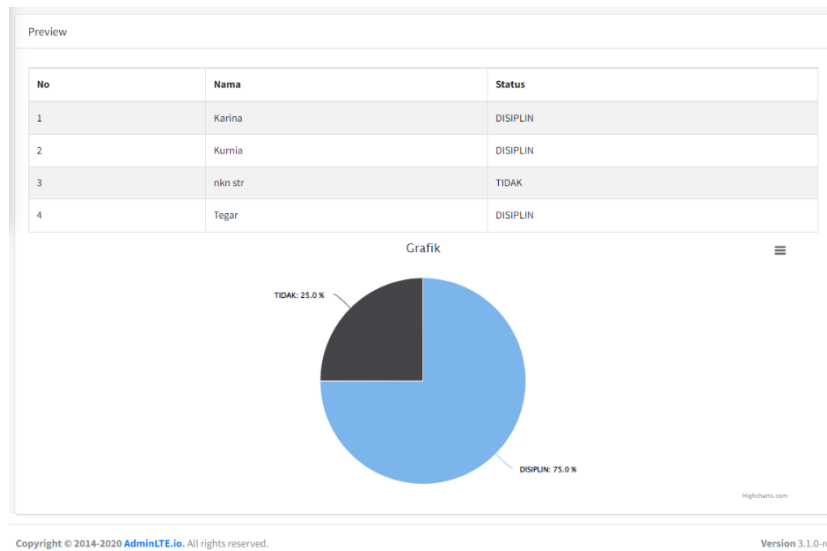 Preview
No Nama Status
1 Karina DISIPLIN
2 Kurnia DISIPLIN
3 nkn str TIDAK
4 Tegar DISIPLIN
Grafik
TIDAK: 25.0 %
DISIPLIN: 75.0 %
Highcharts.com
Copyright © 2014-2020 AdminLTE.io. All rights reserved. Version 3.1.0-r